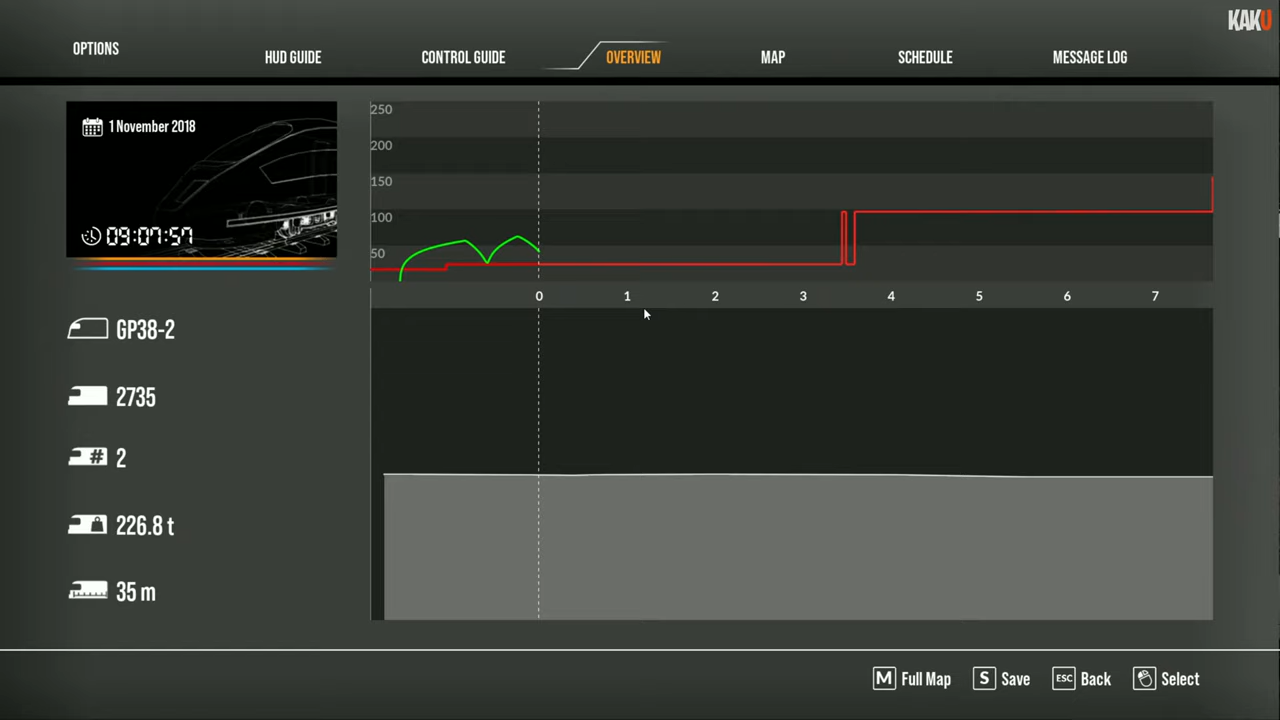 KAKU
OPTIONS
HUD GUIDE
CONTROL GUIDE
OVERVIEW
MAP
SCHEDULE
MESSAGE LOG
1 November 2018
09:07:57
250
200
150
100
50
0 1 2 3 4 5 6 7
GP38-2
2735
# 2
226.8 t
35 m
M Full Map
S Save
ESC Back
Select